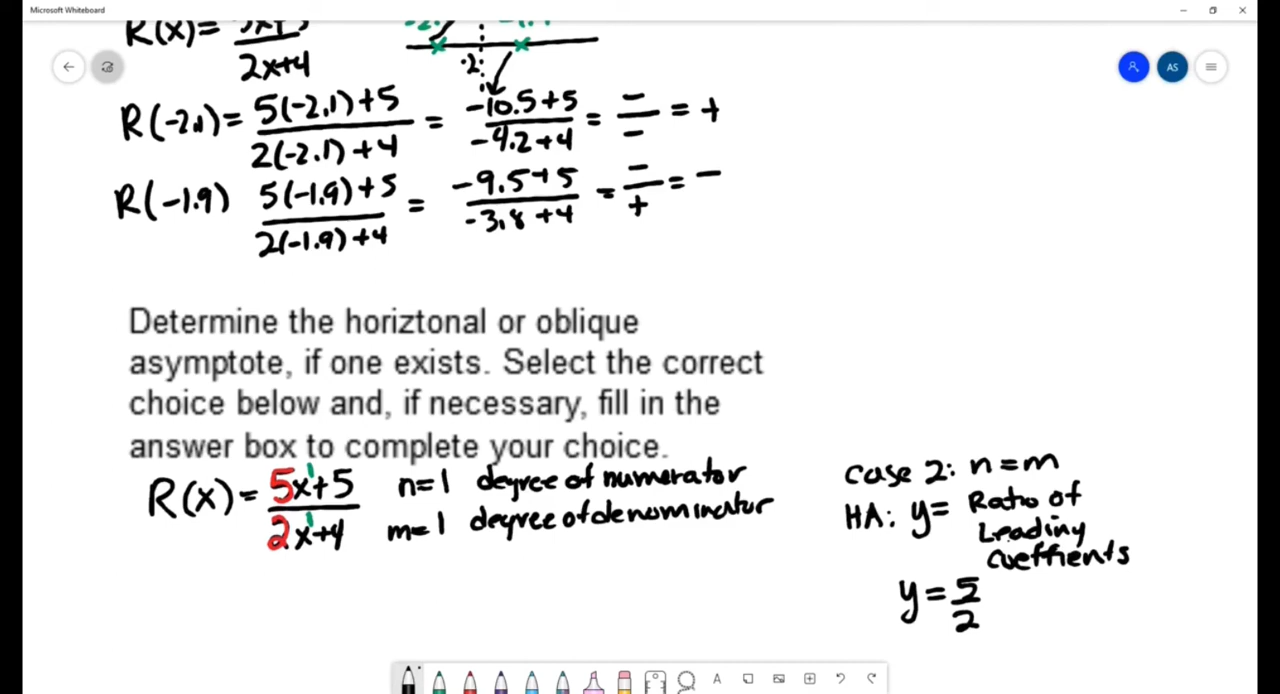 Microsoft Whiteboard
AS
R(x)=
2x+4
-2
R(-2.1)= 5(-2.1)+5 / 2(-2.1)+4 = -10.5+5 / -4.2+4 = - / - = +
R(-1.9) 5(-1.9)+5 / 2(-1.9)+4 = -9.5+5 / -3.8+4 = - / + = -
Determine the horiztonal or oblique
asymptote, if one exists. Select the correct
choice below and, if necessary, fill in the
answer box to complete your choice.
R(x)= 5x¹+5 / 2x¹+4
n=1 degree of numerator
m=1 degree of denominator
case 2: n=m
HA: y= Ratio of
Leading
coeffients
y= 5/2
A